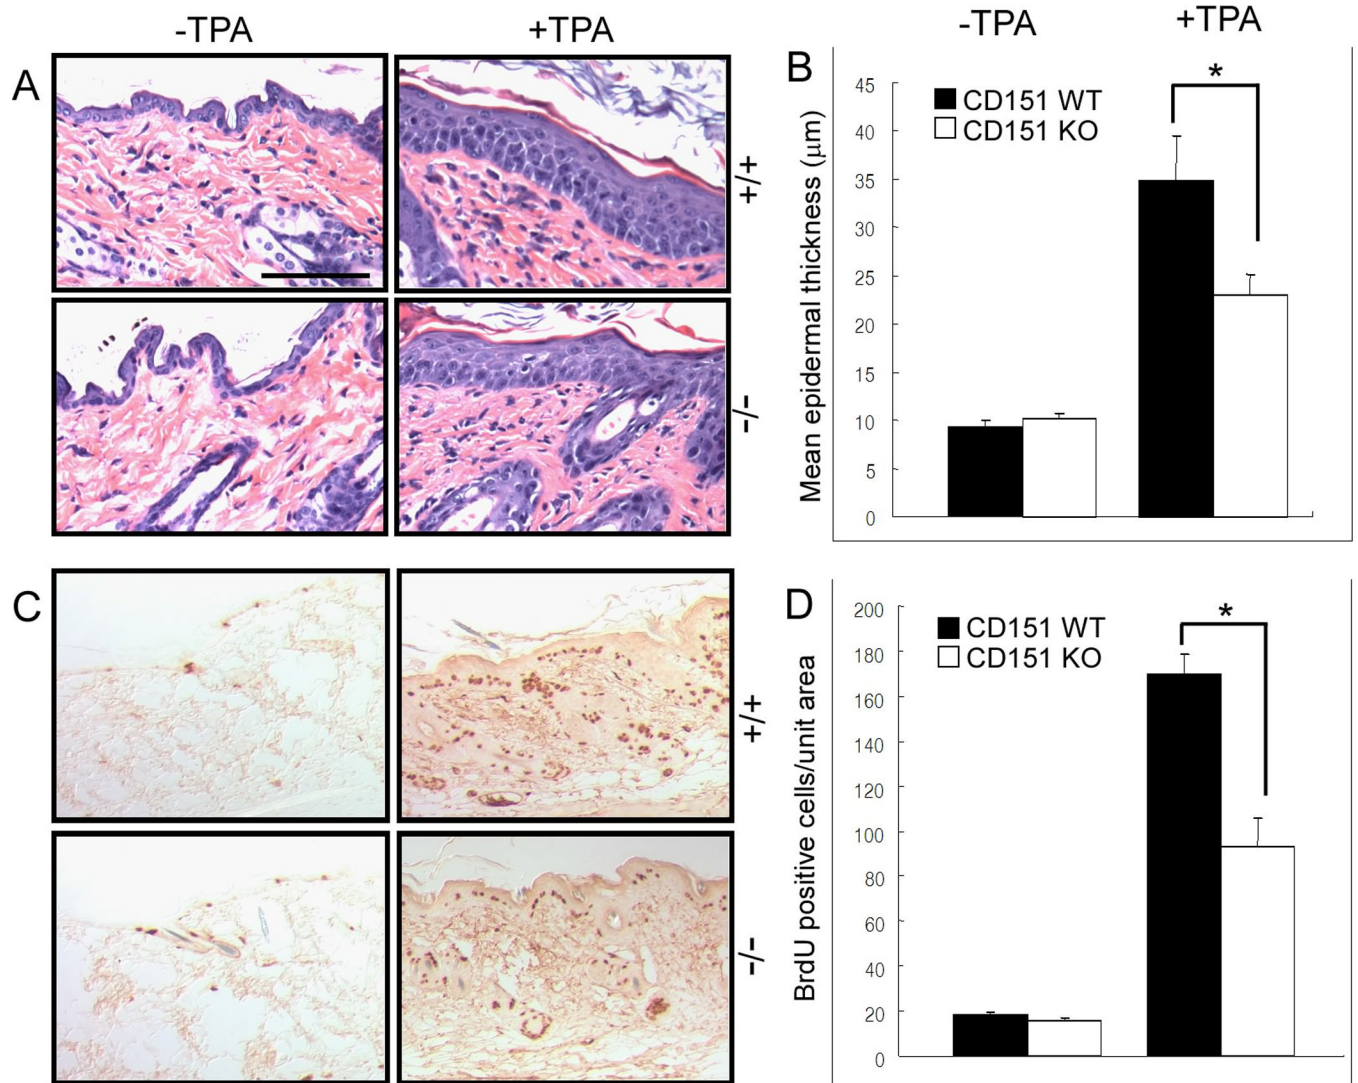 -TPA +TPA
A
+/+
-/-
B
-TPA +TPA
CD151 WT
CD151 KO
*
Mean epidermal thickness (μm)
45
40
35
30
25
20
15
10
5
0
C
+/+
-/-
D
CD151 WT
CD151 KO
*
BrdU positive cells/unit area
200
180
160
140
120
100
80
60
40
20
0